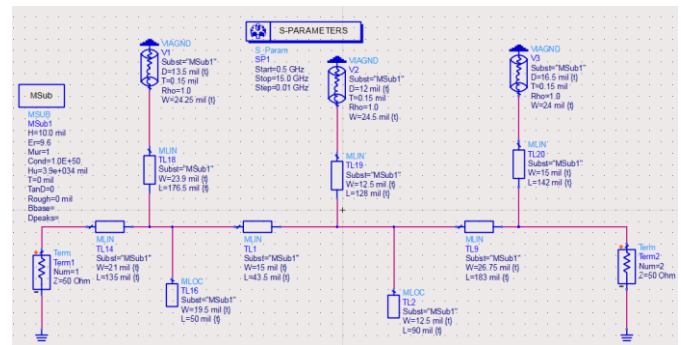 S-PARAMETERS
S_Param
SP1
Start=0.5 GHz
Stop=15.0 GHz
Step=0.01 GHz
VIAGND
V1
Subst="MSub1"
D=13.5 mil {t}
T=0.15 mil
Rho=1.0
W=24.25 mil {t}
VIAGND
V2
Subst="MSub1"
D=12 mil {t}
T=0.15 mil
Rho=1.0
W=24.5 mil {t}
VIAGND
V3
Subst="MSub1"
D=16.5 mil {t}
T=0.15 mil
Rho=1.0
W=24 mil {t}
MSub
MSUB
MSub1
H=10.0 mil
Er=9.6
Mur=1
Cond=1.0E+50
Hu=3.9e+034 mil
T=0 mil
TanD=0
Rough=0 mil
Bbase=
Dpeaks=
MLIN
TL18
Subst="MSub1"
W=23.9 mil {t}
L=176.5 mil {t}
MLIN
TL19
Subst="MSub1"
W=12.5 mil {t}
L=128 mil {t}
MLIN
TL20
Subst="MSub1"
W=15 mil {t}
L=142 mil {t}
Term
Term1
Num=1
Z=50 Ohm
MLIN
TL14
Subst="MSub1"
W=21 mil {t}
L=135 mil {t}
MLOC
TL16
Subst="MSub1"
W=19.5 mil {t}
L=50 mil {t}
MLIN
TL1
Subst="MSub1"
W=15 mil {t}
L=43.5 mil {t}
MLOC
TL2
Subst="MSub1"
W=12.5 mil {t}
L=90 mil {t}
MLIN
TL9
Subst="MSub1"
W=26.75 mil {t}
L=183 mil {t}
Term
Term2
Num=2
Z=50 Ohm